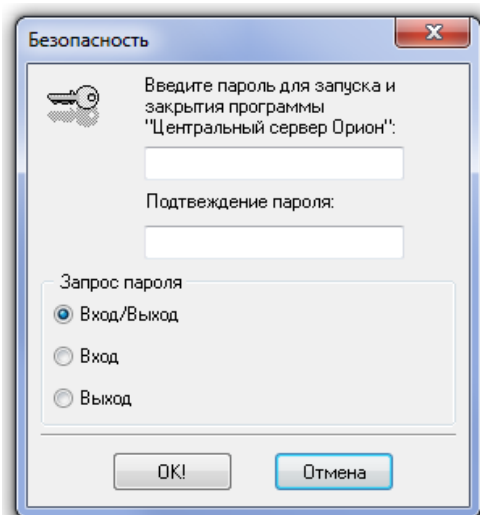 Безопасность
Введите пароль для запуска и
закрытия программы
"Центральный сервер Орион":
Подтвеждение пароля:
Запрос пароля
Вход/Выход
Вход
Выход
OK!
Отмена